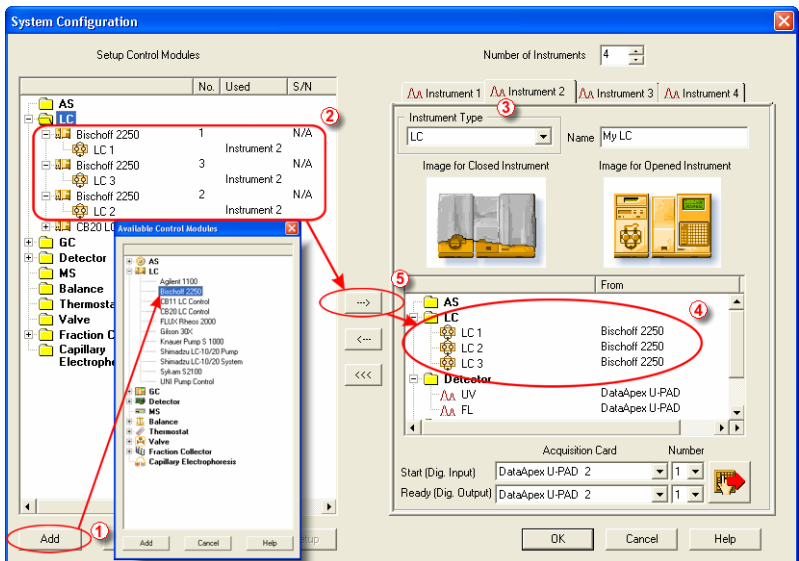 System Configuration
Setup Control Modules
No. Used S/N
AS
LC
Bischoff 2250 1 N/A
LC 1 Instrument 2
Bischoff 2250 3 N/A
LC 3 Instrument 2
Bischoff 2250 2 N/A
LC 2 Instrument 2
CB20 LC
GC
Detector
MS
Balance
Thermosta
Valve
Fraction C
Capillary
Electrophe
Add
①
②
Available Control Modules
AS
LC
Agilent 1100
Bischoff 2250
CB11 LC Control
CB20 LC Control
FLUX Rheos 2000
Gilson 30X
Knauer Pump S 1000
Shimadzu LC-10/20 Pump
Shimadzu LC-10/20 System
Sykam S2100
UNI Pump Control
GC
Detector
MS
Balance
Thermostat
Valve
Fraction Collector
Capillary Electrophoresis
Add Cancel Help
etup
⑤
--->
<---
<<<
Number of Instruments 4
Instrument 1 Instrument 2 Instrument 3 Instrument 4
③
Instrument Type
LC Name My LC
Image for Closed Instrument Image for Opened Instrument
From
④
AS
LC
LC 1 Bischoff 2250
LC 2 Bischoff 2250
LC 3 Bischoff 2250
Detector
UV DataApex U-PAD
FL DataApex U-PAD
Acquisition Card Number
Start (Dig. Input) DataApex U-PAD 2 1
Ready (Dig. Output) DataApex U-PAD 2 1
OK Cancel Help